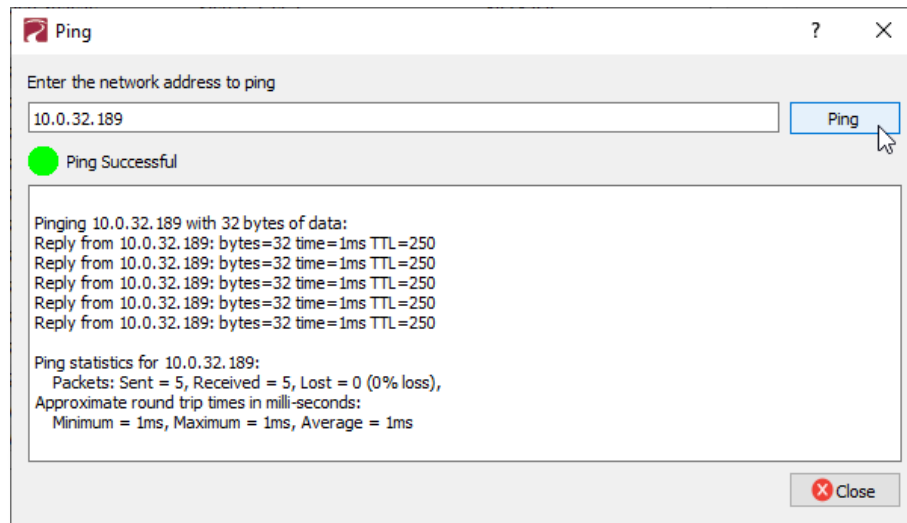 Ping
?
Enter the network address to ping
10.0.32.189
Ping
Ping Successful
Pinging 10.0.32.189 with 32 bytes of data:
Reply from 10.0.32.189: bytes=32 time=1ms TTL=250
Reply from 10.0.32.189: bytes=32 time=1ms TTL=250
Reply from 10.0.32.189: bytes=32 time=1ms TTL=250
Reply from 10.0.32.189: bytes=32 time=1ms TTL=250
Reply from 10.0.32.189: bytes=32 time=1ms TTL=250
Ping statistics for 10.0.32.189:
Packets: Sent = 5, Received = 5, Lost = 0 (0% loss),
Approximate round trip times in milli-seconds:
Minimum = 1ms, Maximum = 1ms, Average = 1ms
Close